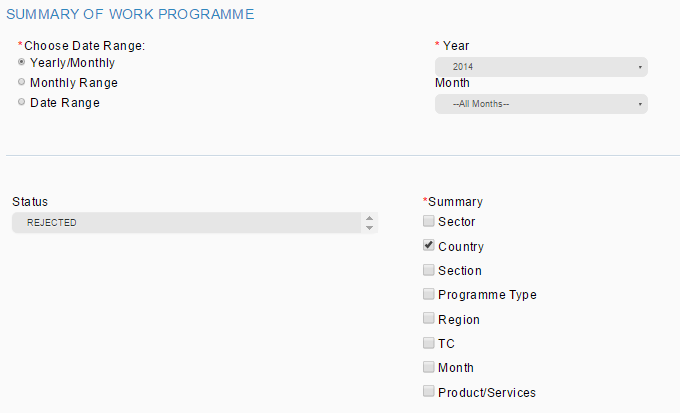 SUMMARY OF WORK PROGRAMME
*Choose Date Range:
Yearly/Monthly
Monthly Range
Date Range
* Year
2014
Month
--All Months--
Status
REJECTED
*Summary
Sector
Country
Section
Programme Type
Region
TC
Month
Product/Services